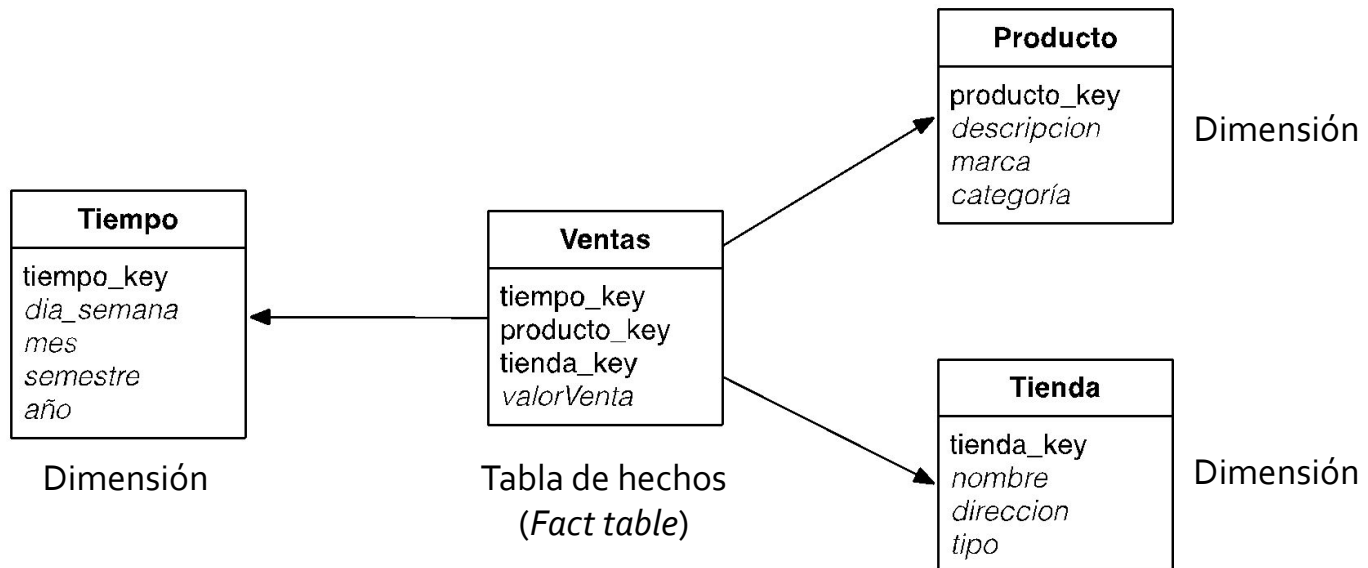 Producto
producto_key
descripcion
marca
categoría
Dimensión
Tiempo
tiempo_key
dia_semana
mes
semestre
año
Dimensión
Ventas
tiempo_key
producto_key
tienda_key
valorVenta
Tabla de hechos
(Fact table)
Tienda
tienda_key
nombre
direccion
tipo
Dimensión